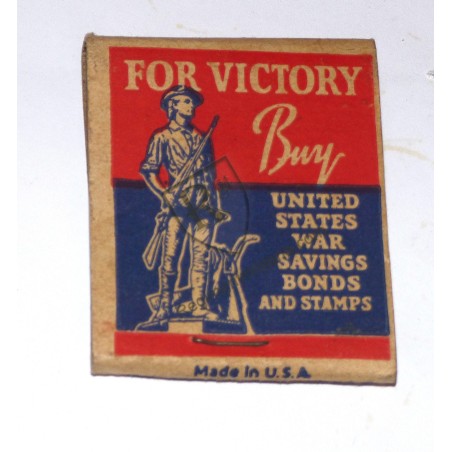 FOR VICTORY
Buy
UNITED
STATES
WAR
SAVINGS
BONDS
AND STAMPS
Made in U.S.A.